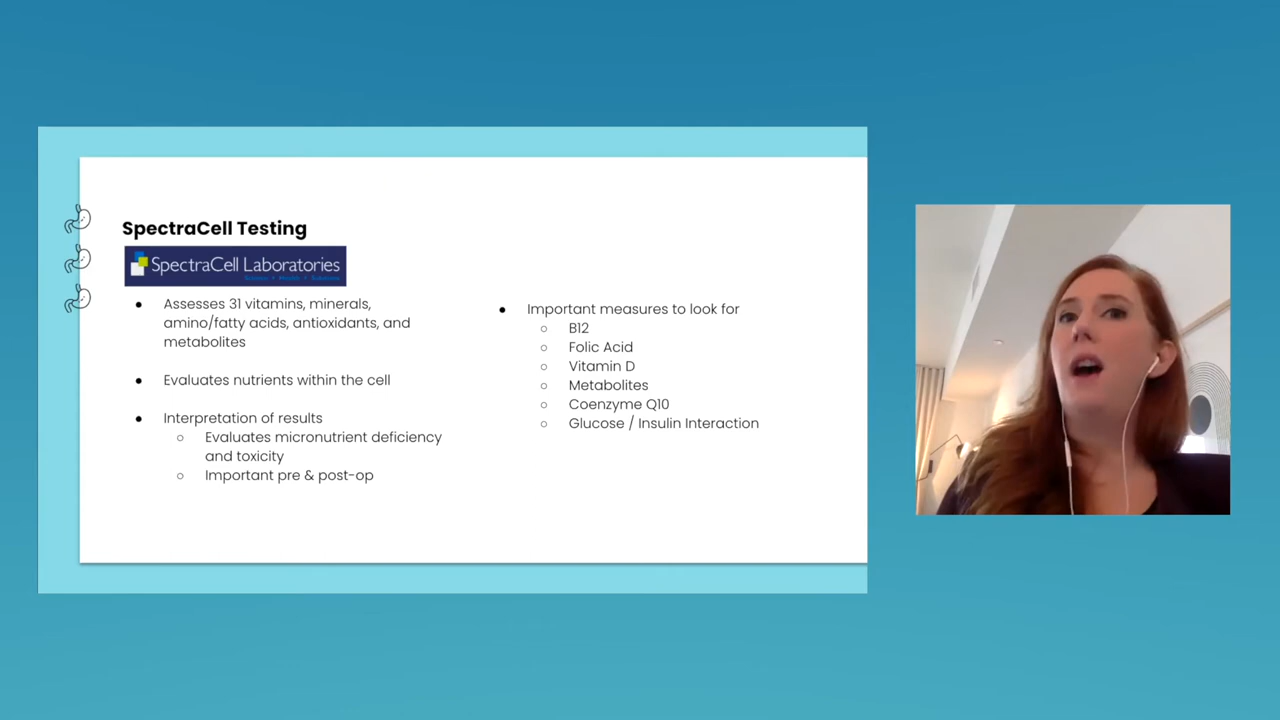 SpectraCell Testing
SpectraCell Laboratories
Assesses 31 vitamins, minerals,
amino/fatty acids, antioxidants, and
metabolites
Evaluates nutrients within the cell
Interpretation of results
Evaluates micronutrient deficiency
and toxicity
Important pre & post-op
Important measures to look for
B12
Folic Acid
Vitamin D
Metabolites
Coenzyme Q10
Glucose / Insulin Interaction